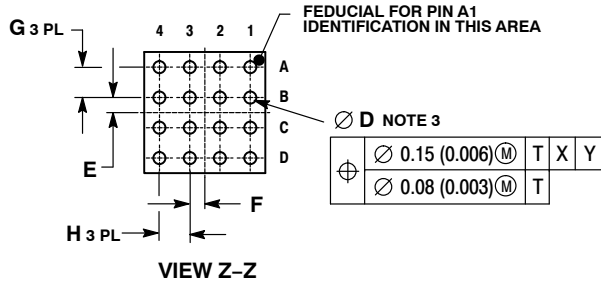 FEDUCIAL FOR PIN A1
IDENTIFICATION IN THIS AREA
G 3 PL
4 3 2 1
A
B
C
D
E
F
H 3 PL
∅ D NOTE 3
⌖ ∅ 0.15 (0.006) Ⓜ T X Y
∅ 0.08 (0.003) Ⓜ T
VIEW Z–Z